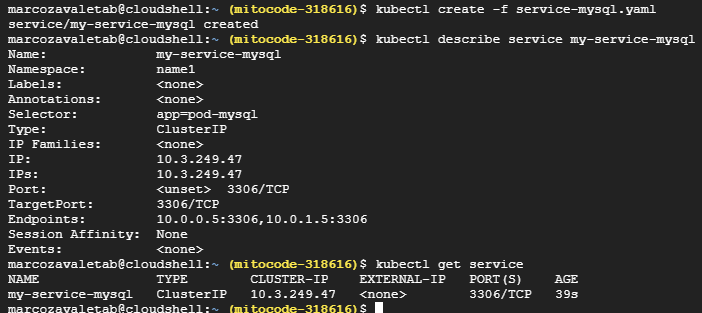 marcozavaletab@cloudshell:~ (mitocode-318616)$ kubectl create -f service-mysql.yaml
service/my-service-mysql created
marcozavaletab@cloudshell:~ (mitocode-318616)$ kubectl describe service my-service-mysql
Name:              my-service-mysql
Namespace:         name1
Labels:            <none>
Annotations:       <none>
Selector:          app=pod-mysql
Type:              ClusterIP
IP Families:       <none>
IP:                10.3.249.47
IPs:               10.3.249.47
Port:              <unset>  3306/TCP
TargetPort:        3306/TCP
Endpoints:         10.0.0.5:3306,10.0.1.5:3306
Session Affinity:  None
Events:            <none>
marcozavaletab@cloudshell:~ (mitocode-318616)$ kubectl get service
NAME               TYPE        CLUSTER-IP    EXTERNAL-IP   PORT(S)    AGE
my-service-mysql   ClusterIP   10.3.249.47   <none>        3306/TCP   39s
marcozavaletab@cloudshell:~ (mitocode-318616)$